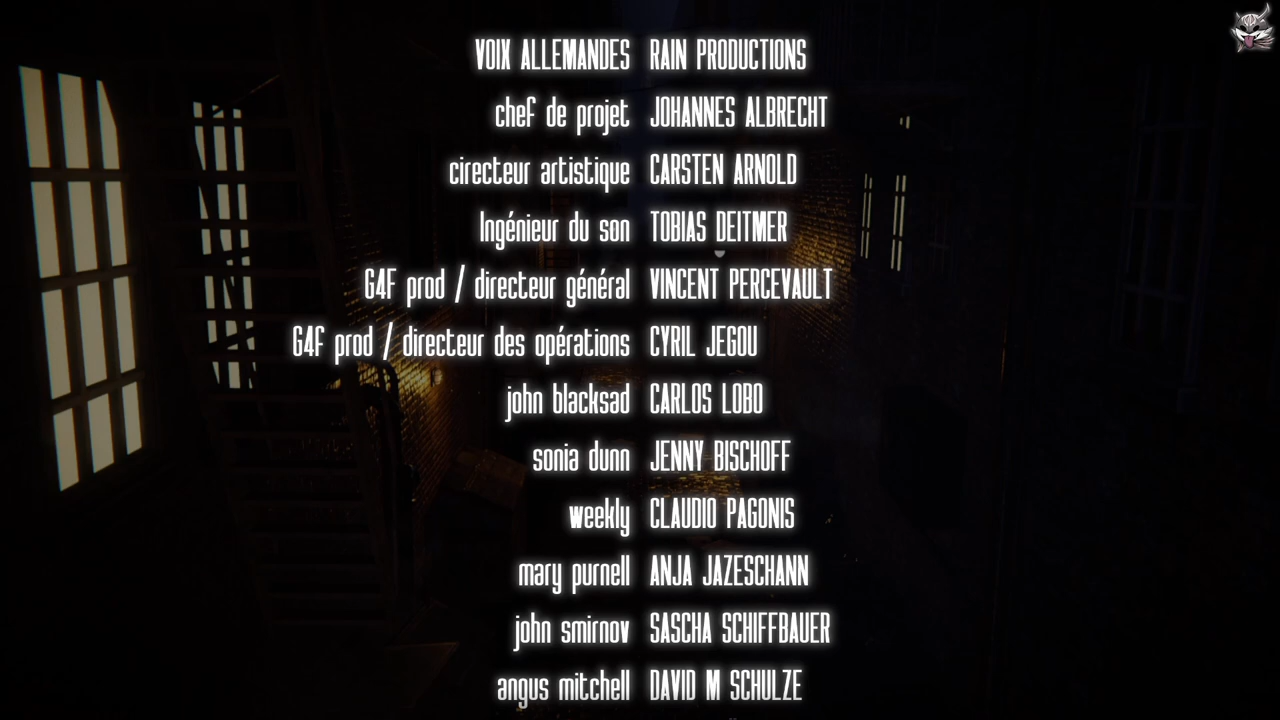 VOIX ALLEMANDES RAIN PRODUCTIONS
chef de projet JOHANNES ALBRECHT
cirecteur artistique CARSTEN ARNOLD
Ingénieur du son TOBIAS DEITMER
G4F prod / directeur général VINCENT PERCEVAULT
G4F prod / directeur des opérations CYRIL JEGOU
john blacksad CARLOS LOBO
sonia dunn JENNY BISCHOFF
weekly CLAUDIO PAGONIS
mary purnell ANJA JAZESCHANN
john smirnov SASCHA SCHIFFBAUER
angus mitchell DAVID M SCHULZE